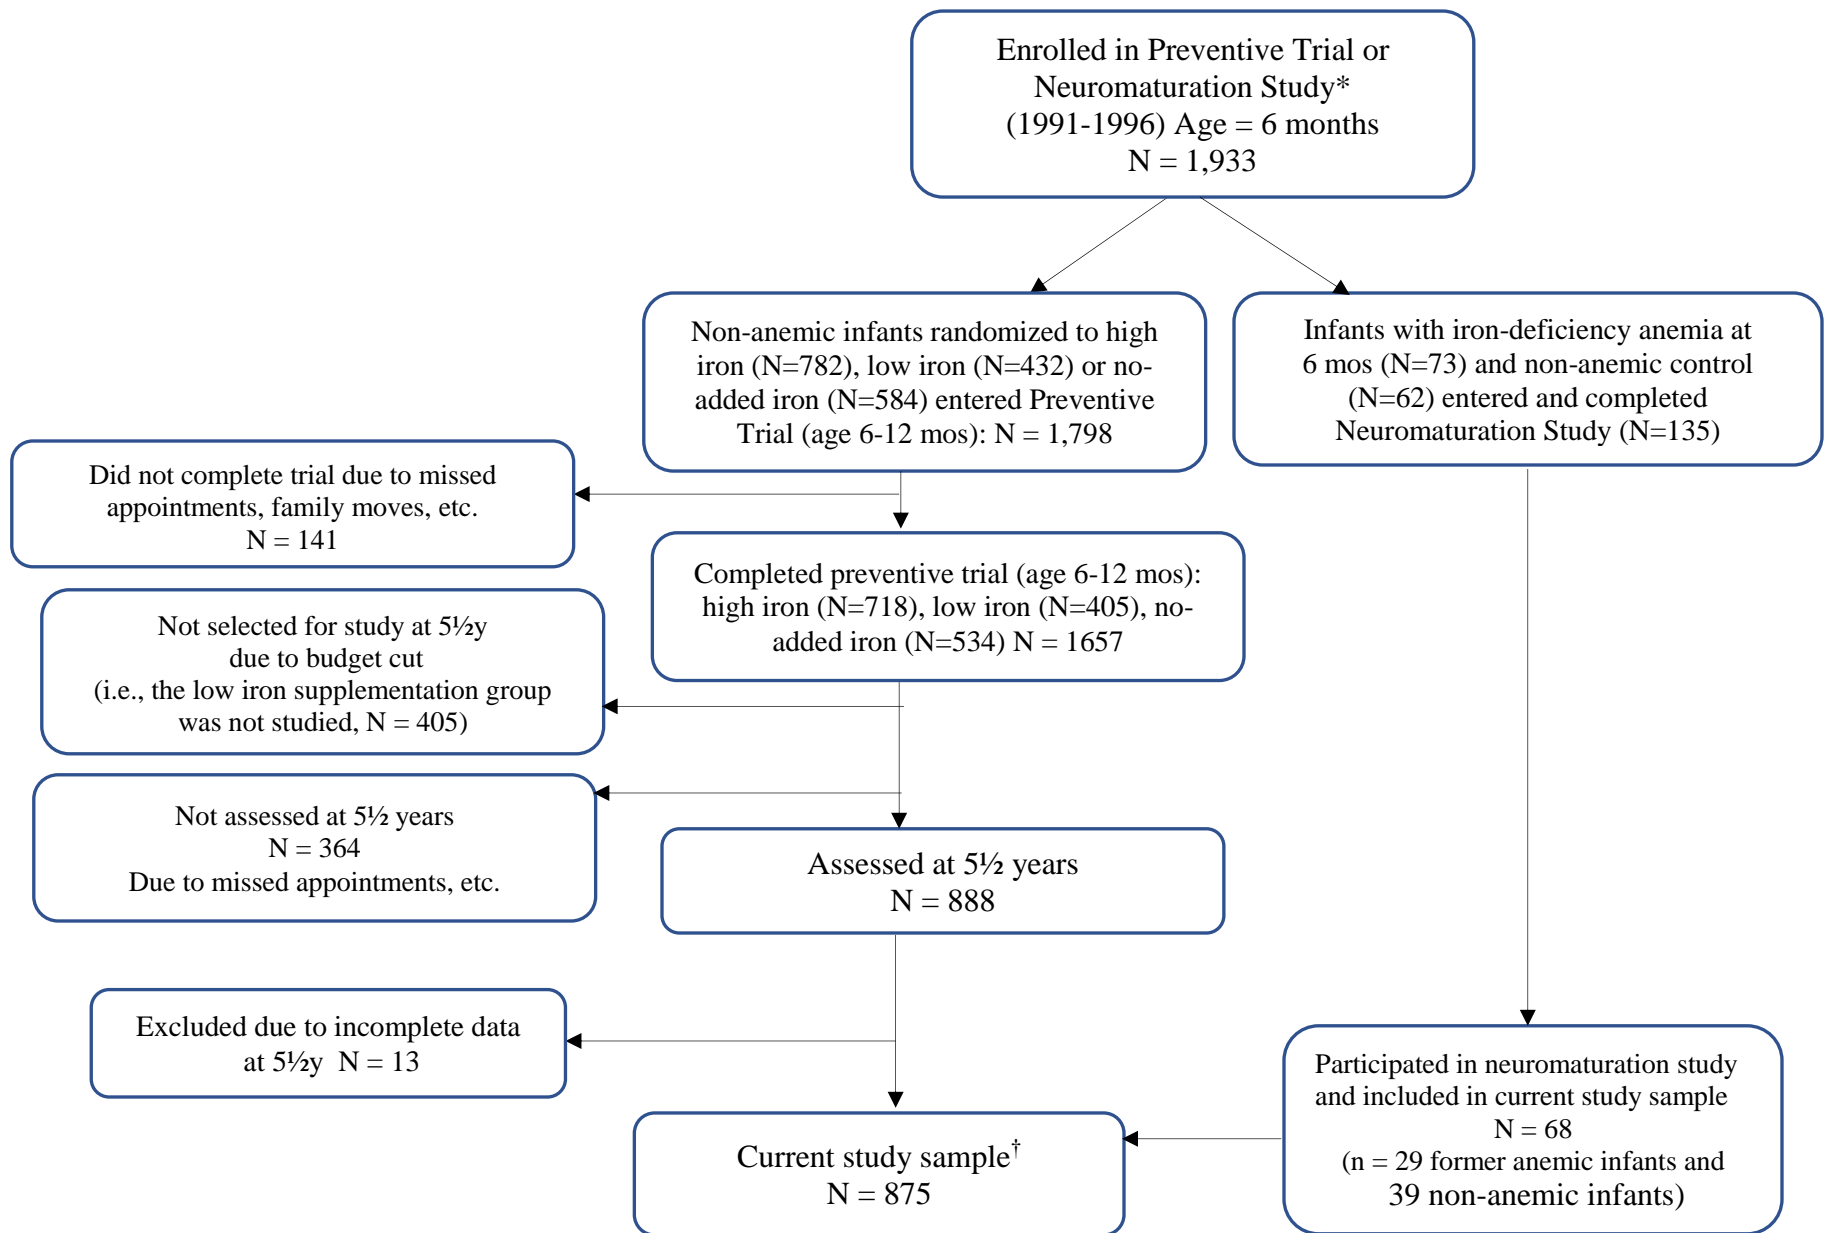 Enrolled in Preventive Trial or
Neuromaturation Study*
(1991-1996) Age = 6 months
N = 1,933
Non-anemic infants randomized to high
iron (N=782), low iron (N=432) or no-
added iron (N=584) entered Preventive
Trial (age 6-12 mos): N = 1,798
Infants with iron-deficiency anemia at
6 mos (N=73) and non-anemic control
(N=62) entered and completed
Neuromaturation Study (N=135)
Did not complete trial due to missed
appointments, family moves, etc.
N = 141
Completed preventive trial (age 6-12 mos):
high iron (N=718), low iron (N=405), no-
added iron (N=534) N = 1657
Not selected for study at 5½y
due to budget cut
(i.e., the low iron supplementation group
was not studied, N = 405)
Not assessed at 5½ years
N = 364
Due to missed appointments, etc.
Assessed at 5½ years
N = 888
Excluded due to incomplete data
at 5½y N = 13
Participated in neuromaturation study
and included in current study sample
N = 68
(n = 29 former anemic infants and
39 non-anemic infants)
Current study sample†
N = 875